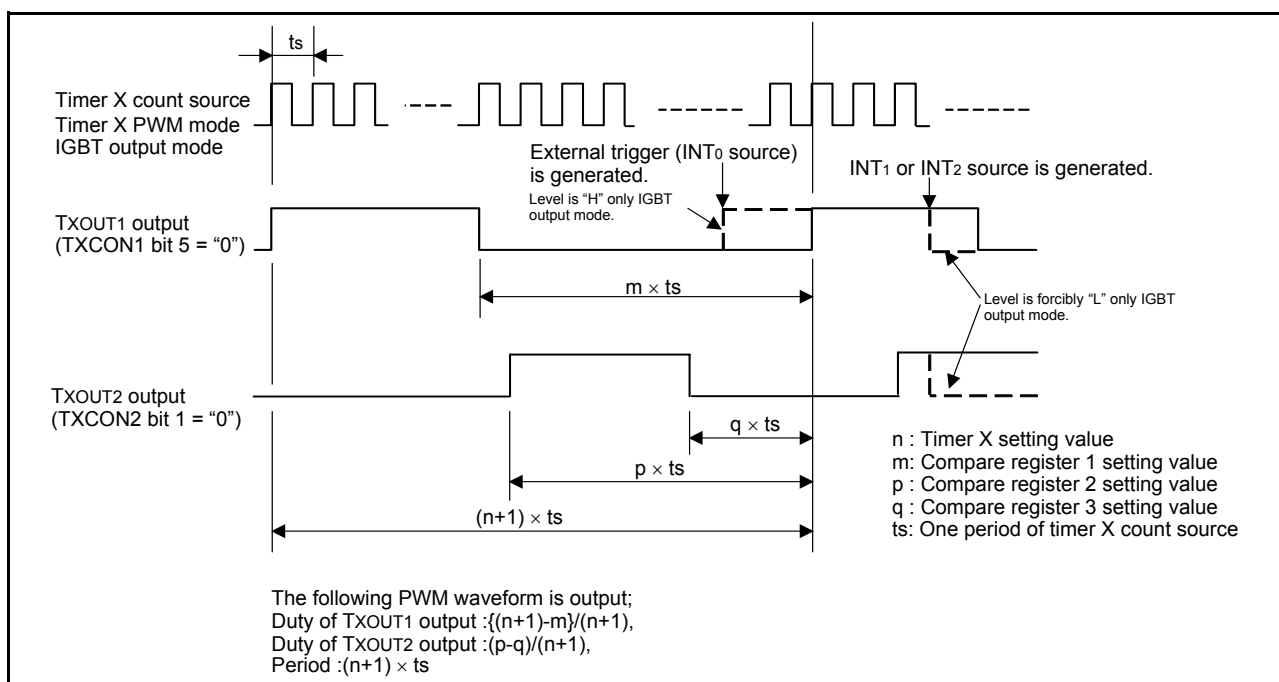 ts
Timer X count source
Timer X PWM mode
IGBT output mode
External trigger (INT0 source)
is generated.
Level is “H” only IGBT
output mode.
INT1 or INT2 source is generated.
TXOUT1 output
(TXCON1 bit 5 = “0”)
m × ts
Level is forcibly “L” only IGBT
output mode.
TXOUT2 output
(TXCON2 bit 1 = “0”)
q × ts
p × ts
(n+1) × ts
n : Timer X setting value
m: Compare register 1 setting value
p : Compare register 2 setting value
q : Compare register 3 setting value
ts: One period of timer X count source
The following PWM waveform is output;
Duty of TXOUT1 output :{(n+1)-m}/(n+1),
Duty of TXOUT2 output :(p-q)/(n+1),
Period :(n+1) × ts